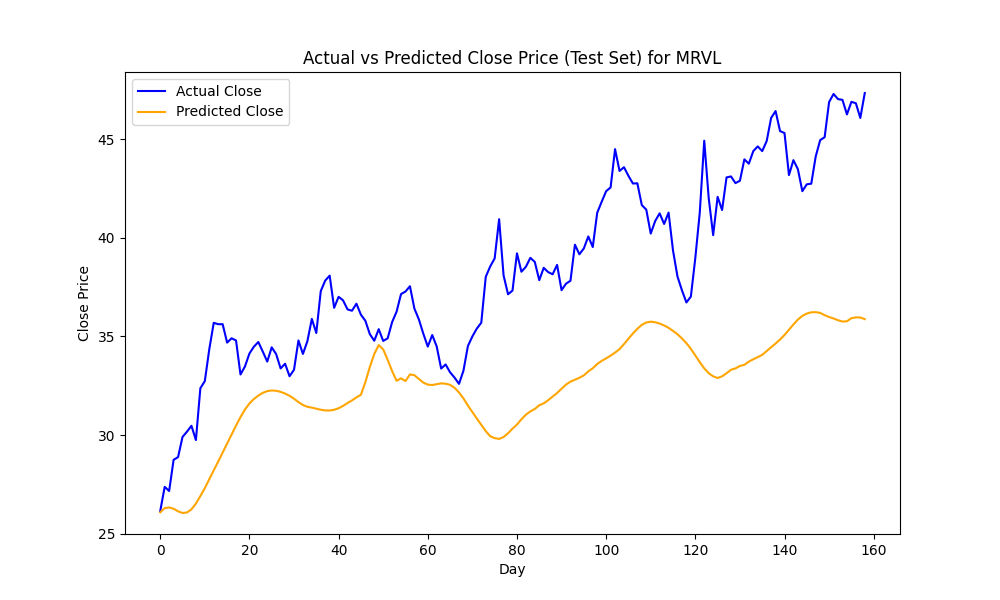 Actual vs Predicted Close Price (Test Set) for MRVL
Actual Close
Predicted Close
45
40
35
30
25
Close Price
0 20 40 60 80 100 120 140 160
Day